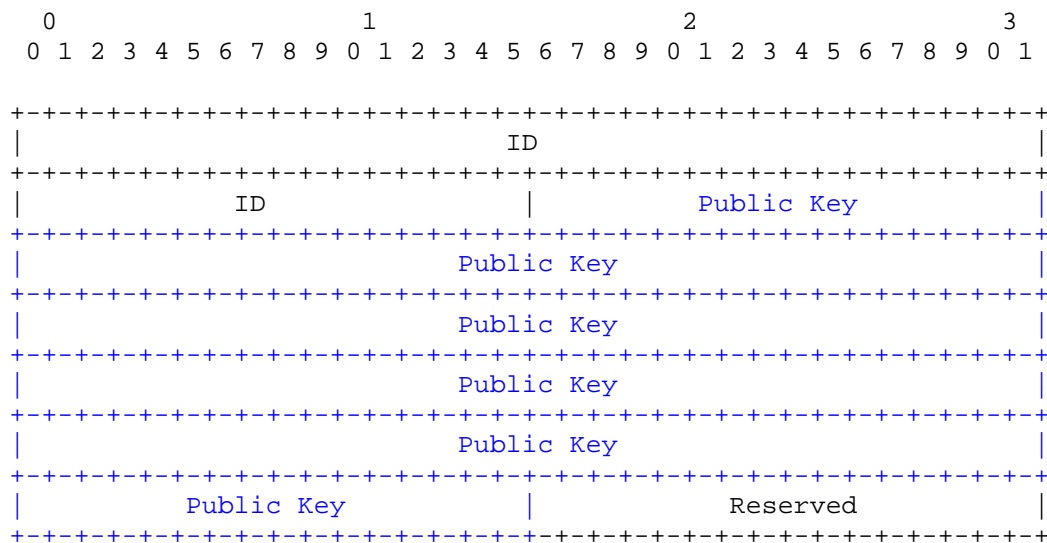 0                   1                   2                   3
0 1 2 3 4 5 6 7 8 9 0 1 2 3 4 5 6 7 8 9 0 1 2 3 4 5 6 7 8 9 0 1
+-+-+-+-+-+-+-+-+-+-+-+-+-+-+-+-+-+-+-+-+-+-+-+-+-+-+-+-+-+-+-+-+
|                              ID                               |
+-+-+-+-+-+-+-+-+-+-+-+-+-+-+-+-+-+-+-+-+-+-+-+-+-+-+-+-+-+-+-+-+
|             ID                |          Public Key           |
+-+-+-+-+-+-+-+-+-+-+-+-+-+-+-+-+-+-+-+-+-+-+-+-+-+-+-+-+-+-+-+-+
|                           Public Key                          |
+-+-+-+-+-+-+-+-+-+-+-+-+-+-+-+-+-+-+-+-+-+-+-+-+-+-+-+-+-+-+-+-+
|                           Public Key                          |
+-+-+-+-+-+-+-+-+-+-+-+-+-+-+-+-+-+-+-+-+-+-+-+-+-+-+-+-+-+-+-+-+
|                           Public Key                          |
+-+-+-+-+-+-+-+-+-+-+-+-+-+-+-+-+-+-+-+-+-+-+-+-+-+-+-+-+-+-+-+-+
|                           Public Key                          |
+-+-+-+-+-+-+-+-+-+-+-+-+-+-+-+-+-+-+-+-+-+-+-+-+-+-+-+-+-+-+-+-+
|          Public Key           |            Reserved           |
+-+-+-+-+-+-+-+-+-+-+-+-+-+-+-+-+-+-+-+-+-+-+-+-+-+-+-+-+-+-+-+-+